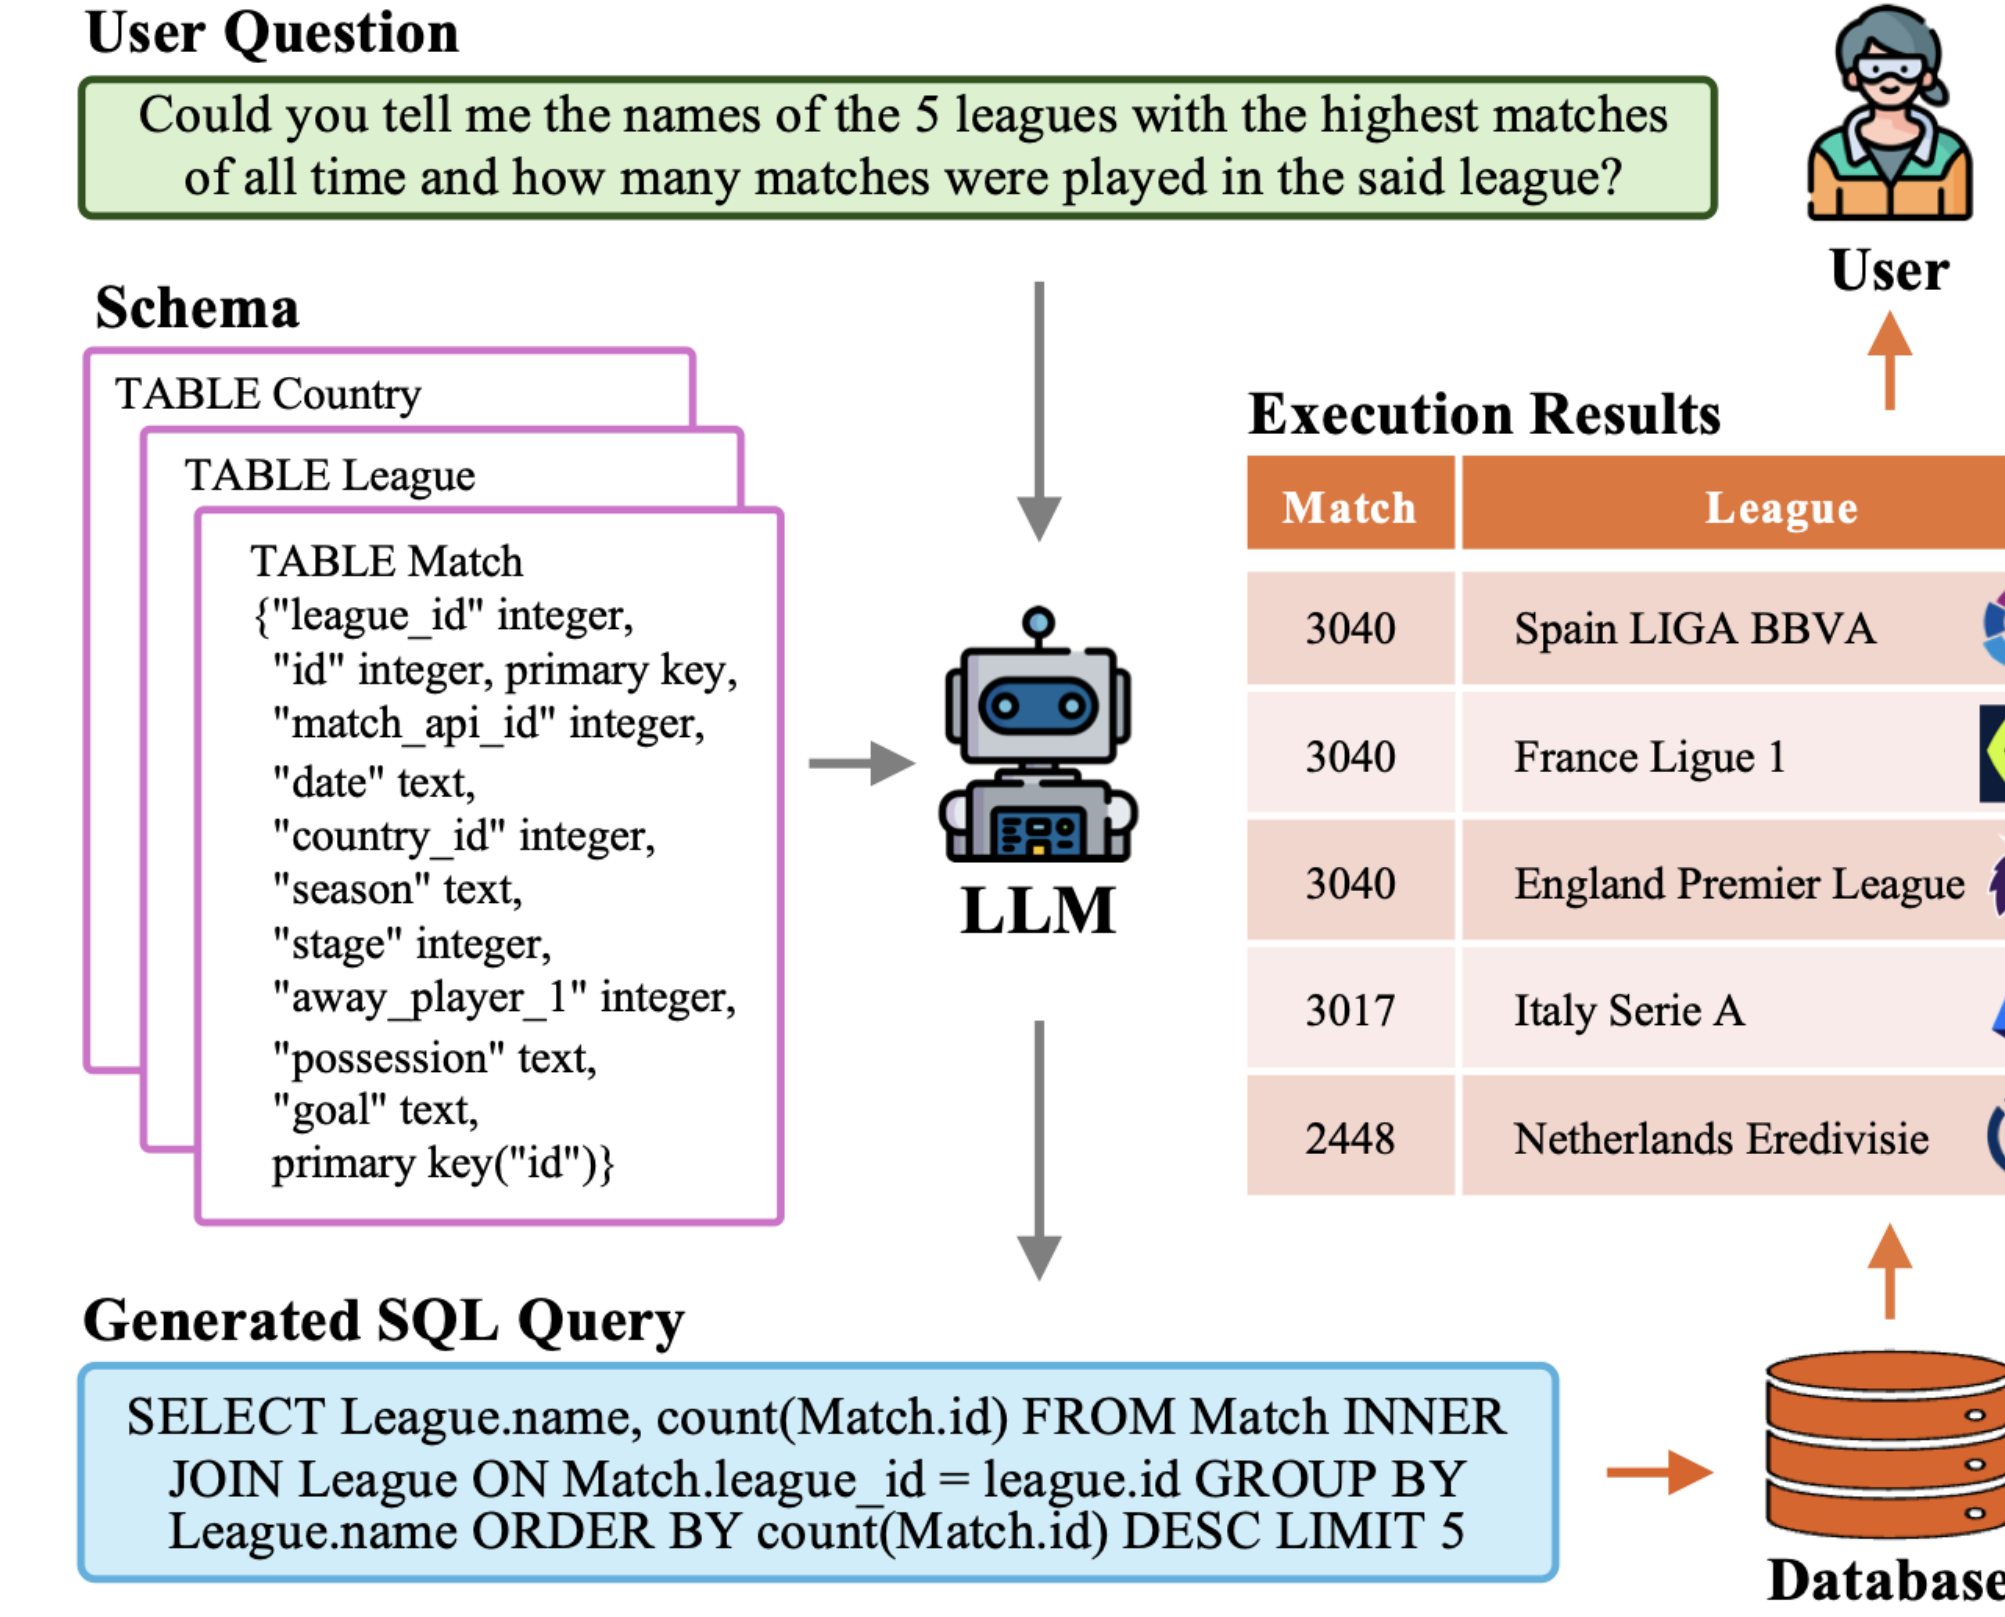 User Question
Could you tell me the names of the 5 leagues with the highest matches
of all time and how many matches were played in the said league?
User
Schema
TABLE Country
TABLE League
TABLE Match
{"league_id" integer,
"id" integer, primary key,
"match_api_id" integer,
"date" text,
"country_id" integer,
"season" text,
"stage" integer,
"away_player_1" integer,
"possession" text,
"goal" text,
primary key("id")}
LLM
Execution Results
Match League
3040 Spain LIGA BBVA
3040 France Ligue 1
3040 England Premier League
3017 Italy Serie A
2448 Netherlands Eredivisie
Generated SQL Query
SELECT League.name, count(Match.id) FROM Match INNER
JOIN League ON Match.league_id = league.id GROUP BY
League.name ORDER BY count(Match.id) DESC LIMIT 5
Database